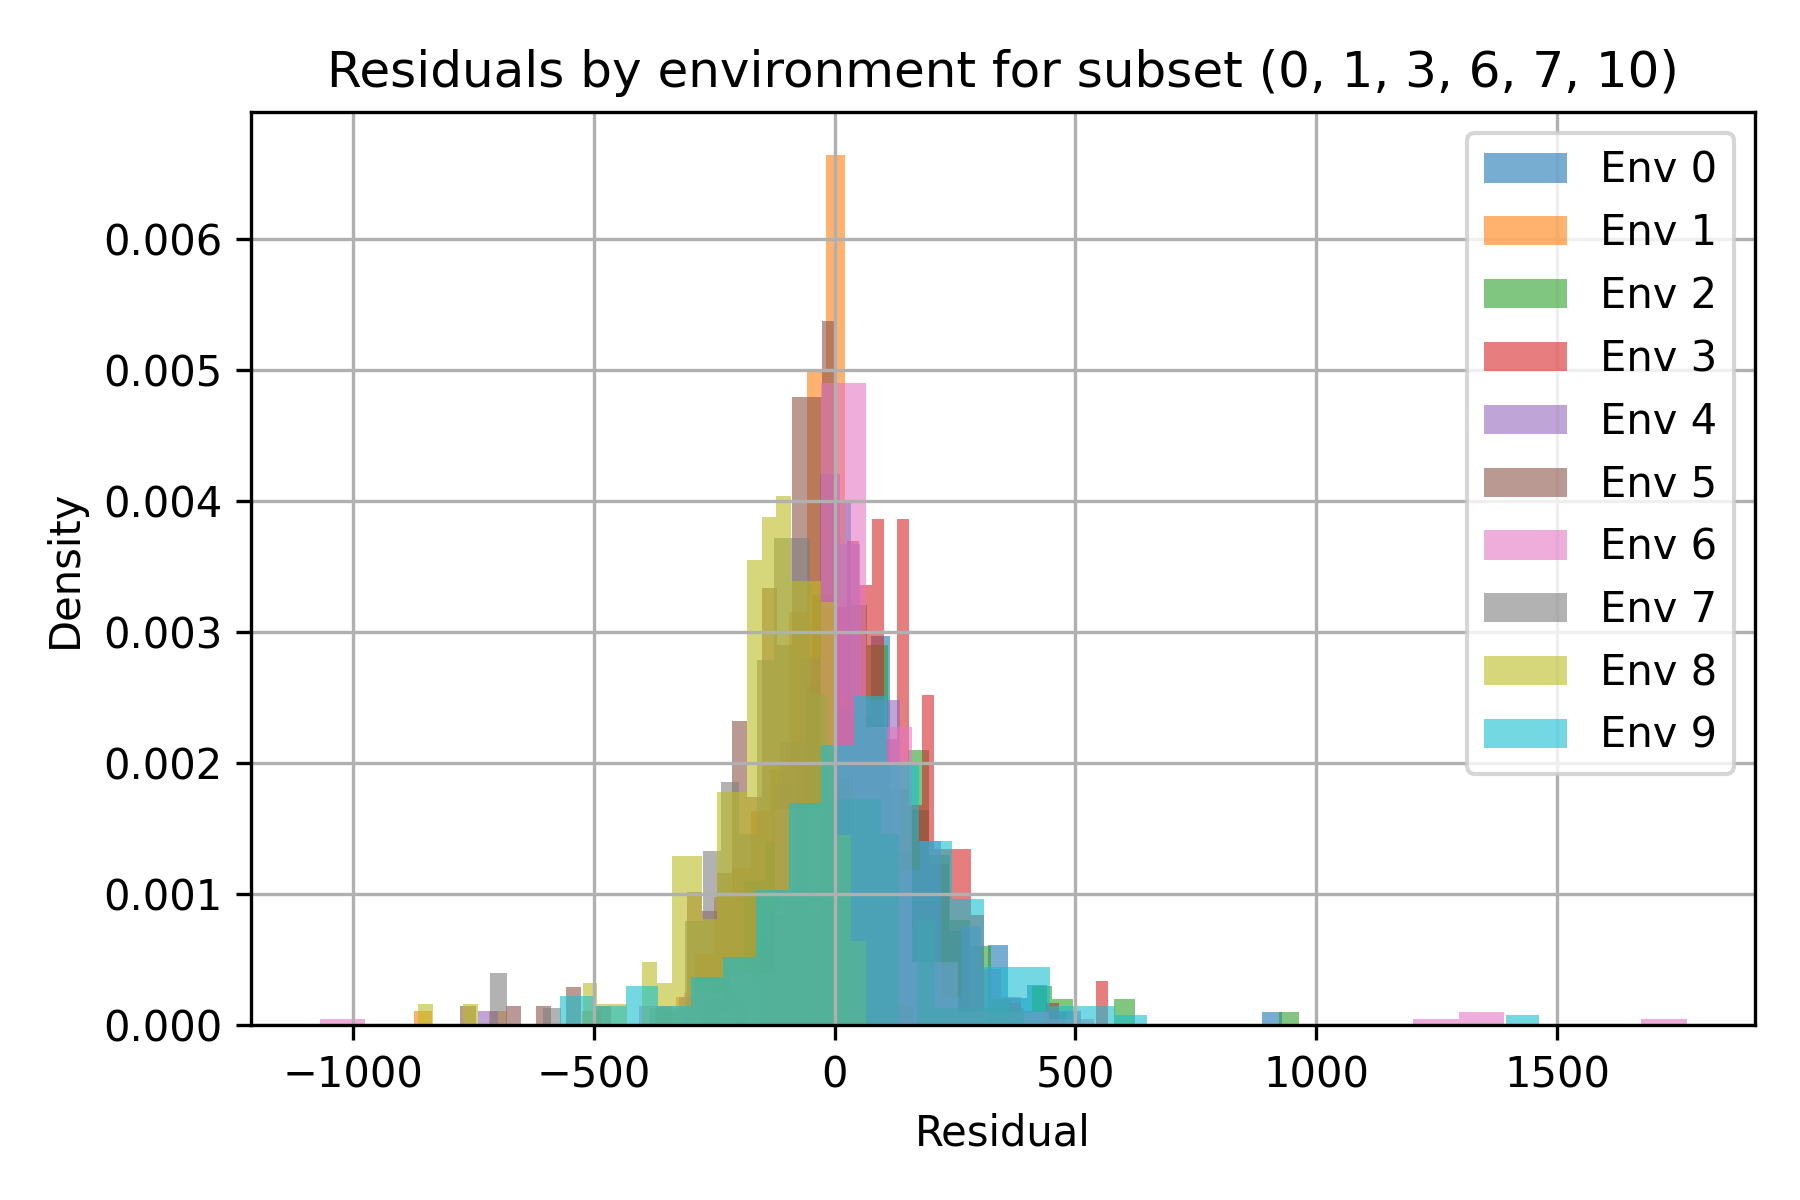 Residuals by environment for subset (0, 1, 3, 6, 7, 10)
Env 0
Env 1
Env 2
Env 3
Env 4
Env 5
Env 6
Env 7
Env 8
Env 9
Density
0.006
0.005
0.004
0.003
0.002
0.001
0.000
−1000 −500 0 500 1000 1500
Residual